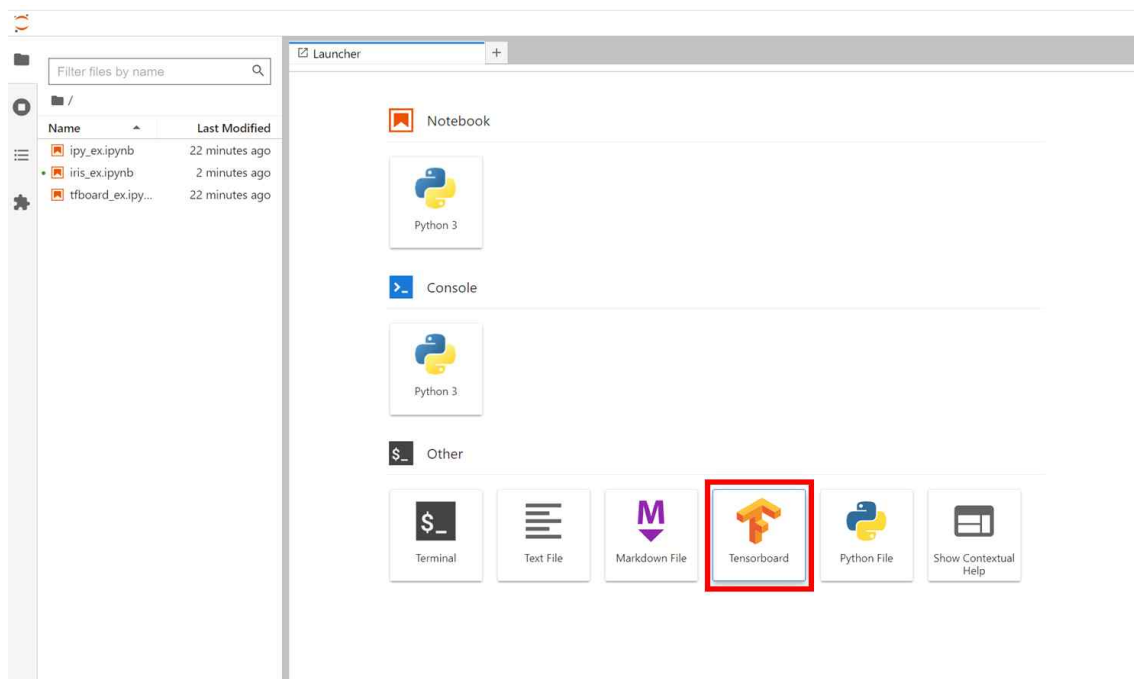 Launcher
+
Filter files by name
/
Name Last Modified
ipy_ex.ipynb 22 minutes ago
iris_ex.ipynb 2 minutes ago
tfboard_ex.ipy... 22 minutes ago
Notebook
Python 3
>_ Console
Python 3
$_ Other
$_
M
Terminal
Text File
Markdown File
Tensorboard
Python File
Show Contextual
Help